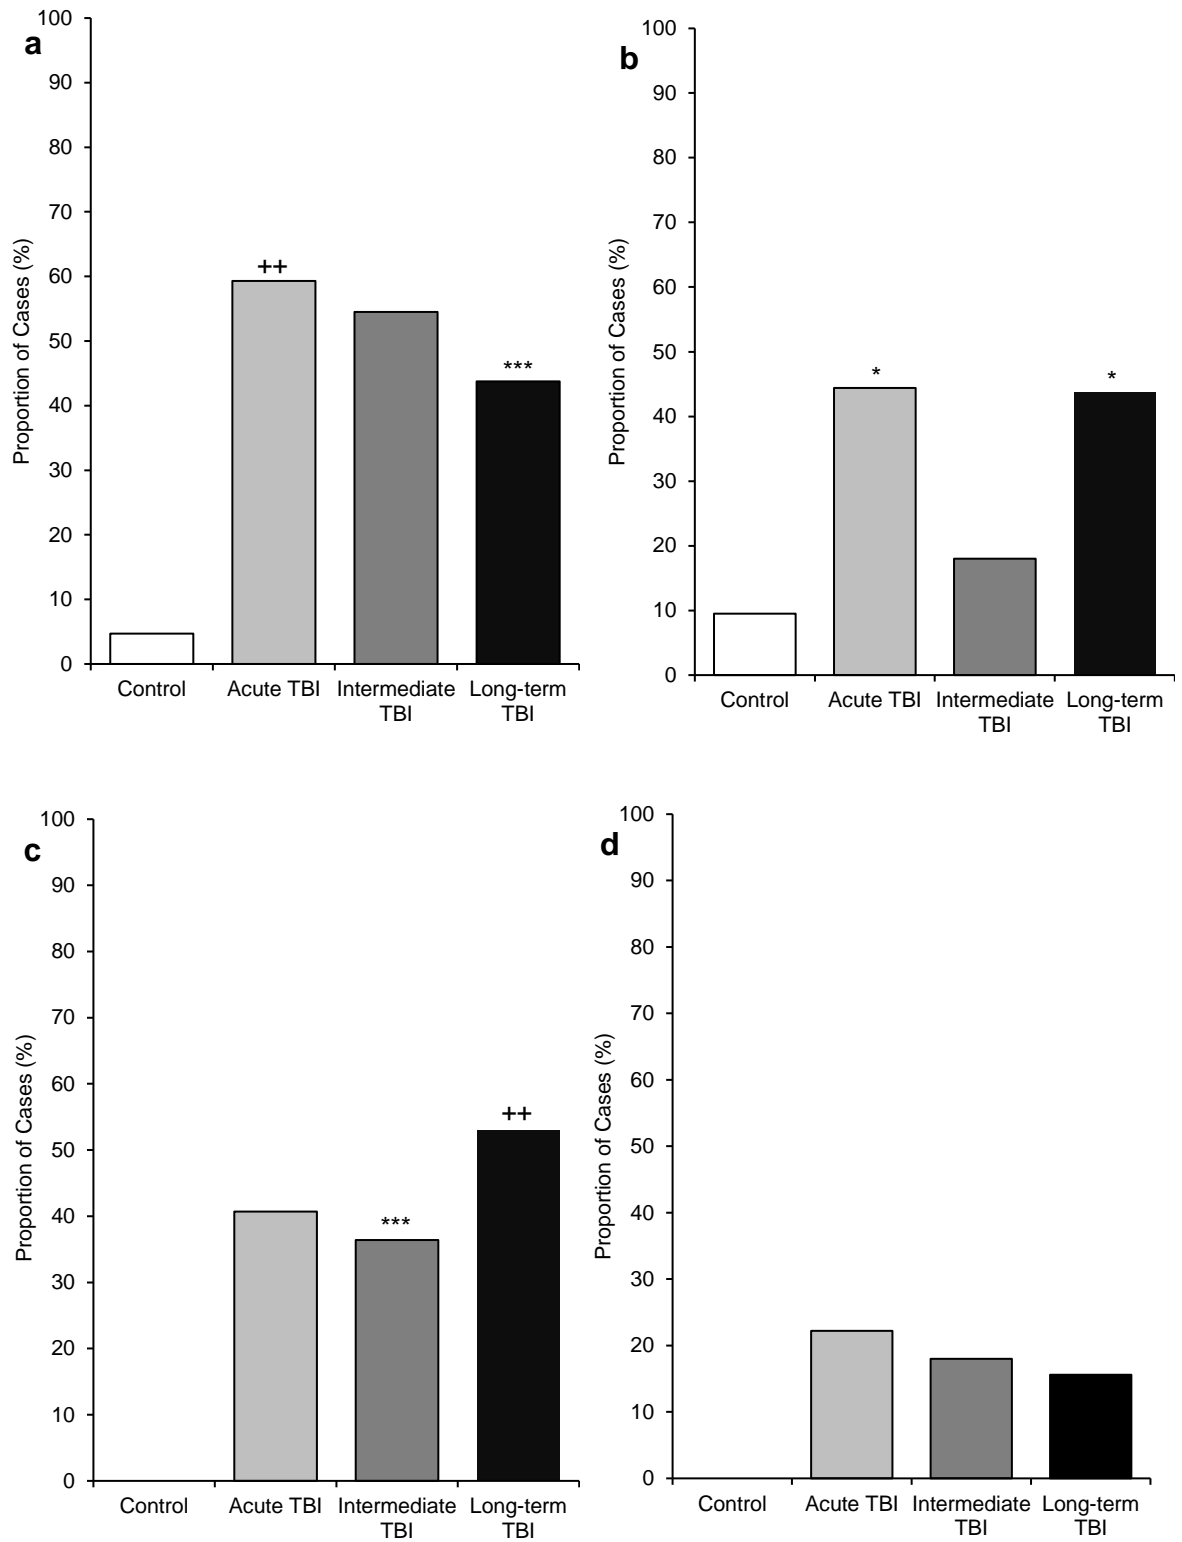 a
Proportion of Cases (%)
100
90
80
70
60
50
40
30
20
10
0
++
***
Control
Acute TBI
Intermediate
TBI
Long-term
TBI
b
Proportion of Cases (%)
100
90
80
70
60
50
40
30
20
10
0
*
*
Control
Acute TBI
Intermediate
TBI
Long-term
TBI
c
Proportion of Cases (%)
100
90
80
70
60
50
40
30
20
10
0
***
++
Control
Acute TBI
Intermediate
TBI
Long-term
TBI
d
Proportion of Cases (%)
100
90
80
70
60
50
40
30
20
10
0
Control
Acute TBI
Intermediate
TBI
Long-term
TBI